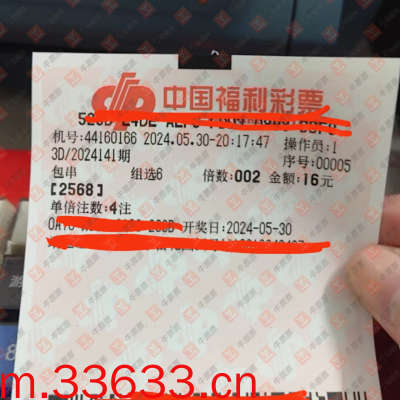 中国福利彩票
机号:44160166 2024.05.30-20:17:47 操作员:1
3D/2024141期 序号:00005
包串 组选6 倍数:002 金额:16元
【2568】
单倍注数:4注
开奖日:2024-05-30
m.33633.cn